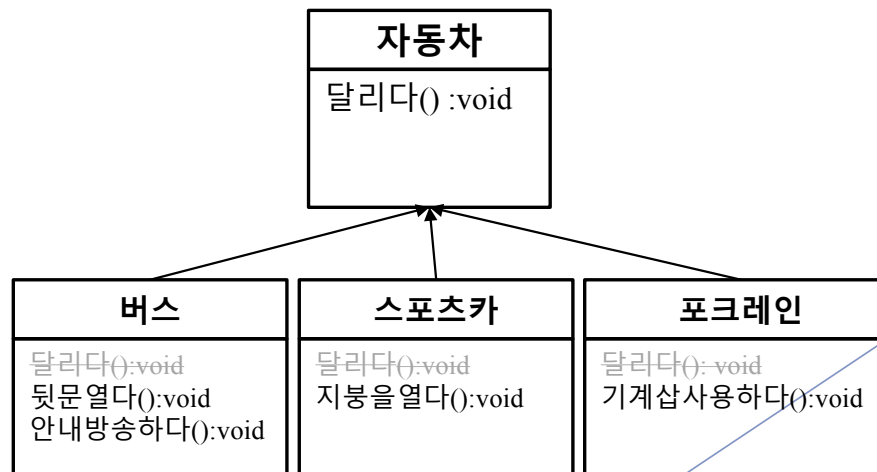 자동차
달리다() :void
버스
달리다():void
뒷문열다():void
안내방송하다():void
스포츠카
달리다():void
지붕을열다():void
포크레인
달리다(): void
기계삽사용하다():void